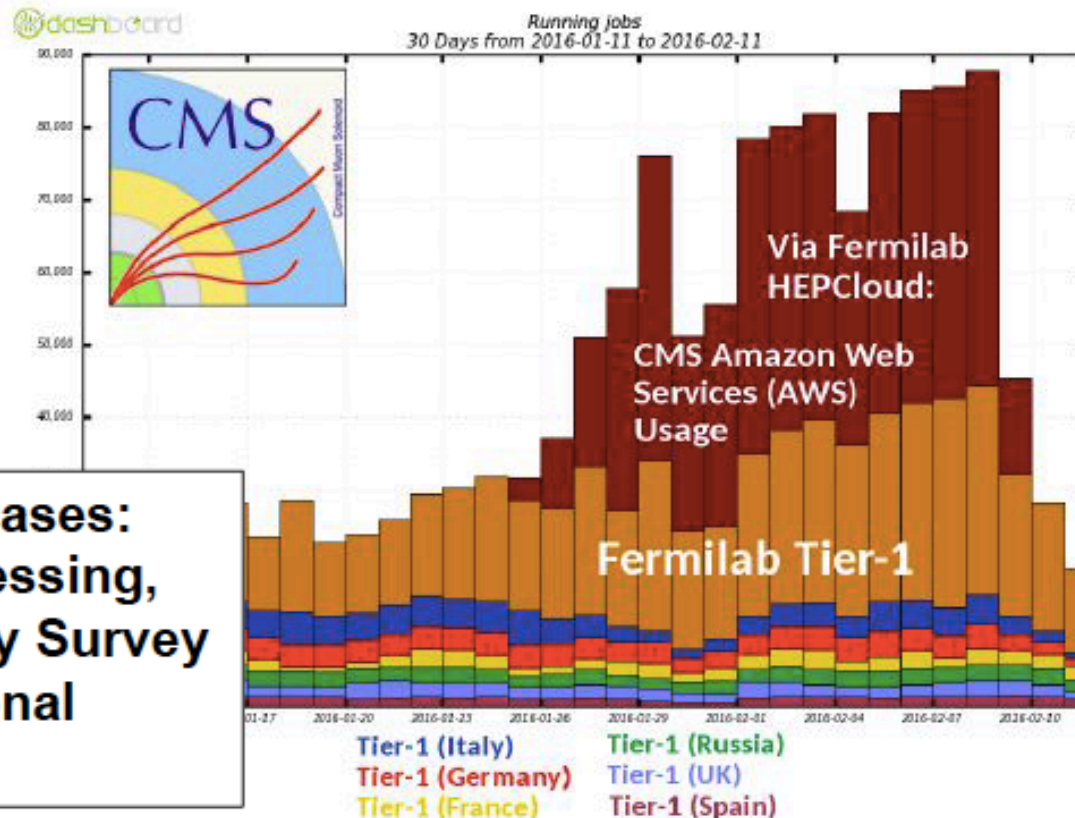 dashboard
Running jobs
30 Days from 2016-01-11 to 2016-02-11
90,000
80,000
70,000
60,000
50,000
40,000
CMS
Compact Muon Solenoid
Via Fermilab
HEPCloud:
CMS Amazon Web
Services (AWS)
Usage
Fermilab Tier-1
ases:
essing,
y Survey
nal
01-17
2016-01-20
2016-01-23
2016-01-26
2016-01-29
2016-02-01
2016-02-04
2016-02-07
2016-02-10
Tier-1 (Italy)
Tier-1 (Russia)
Tier-1 (Germany)
Tier-1 (UK)
Tier-1 (France)
Tier-1 (Spain)